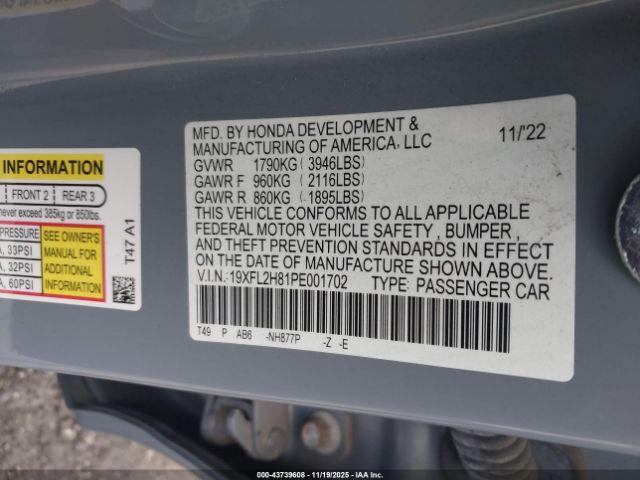 MFD. BY HONDA DEVELOPMENT &
MANUFACTURING OF AMERICA, LLC 11/'22
GVWR 1790KG ( 3946LBS)
GAWR F 960KG ( 2116LBS)
GAWR R 860KG ( 1895LBS)
THIS VEHICLE CONFORMS TO ALL APPLICABLE
FEDERAL MOTOR VEHICLE SAFETY , BUMPER ,
AND THEFT PREVENTION STANDARDS IN EFFECT
ON THE DATE OF MANUFACTURE SHOWN ABOVE.
V.I.N:19XFL2H81PE001702 TYPE: PASSENGER CAR
T49 P AB6 -NH877P -Z -E
INFORMATION
FRONT 2 REAR 3
never exceed 385kg or 850lbs.
PRESSURE
33PSI
32PSI
60PSI
SEE OWNER'S
MANUAL FOR
ADDITIONAL
INFORMATION
T47 A1
000-43739608 - 11/19/2025 - IAA Inc.